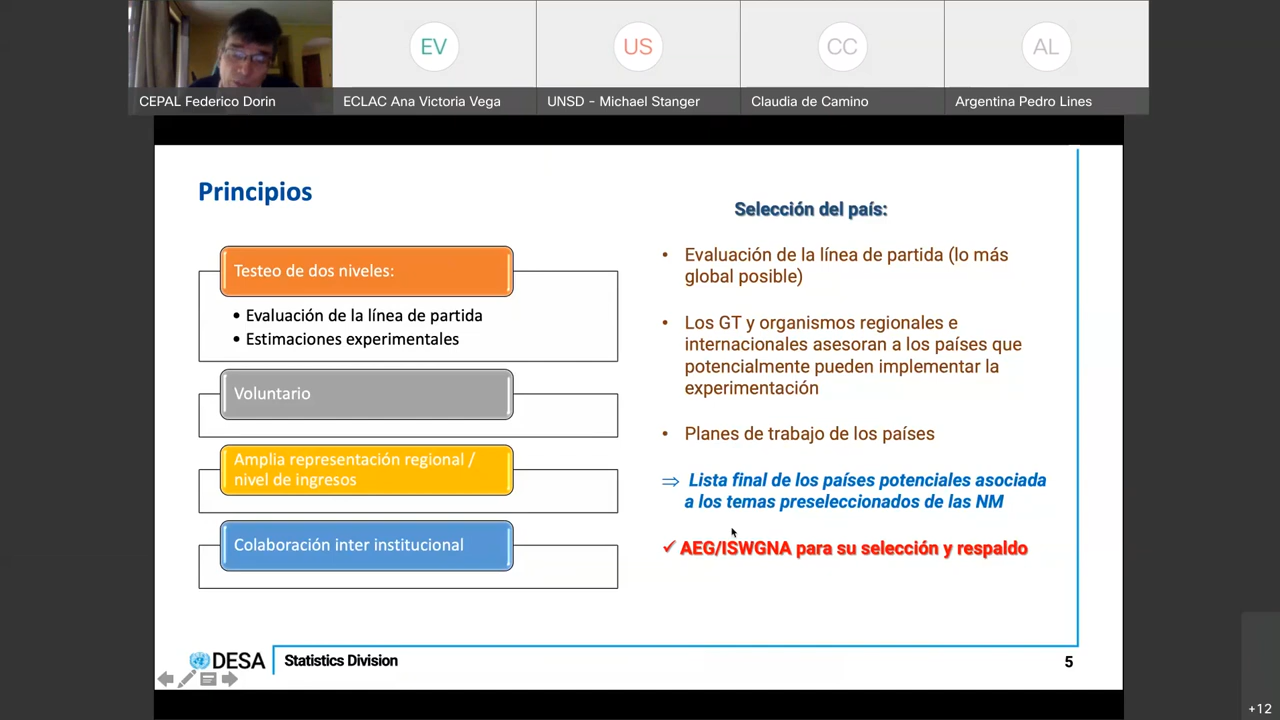 EV
US
CC
AL
CEPAL Federico Dorin
ECLAC Ana Victoria Vega
UNSD - Michael Stanger
Claudia de Camino
Argentina Pedro Lines
Principios
Testeo de dos niveles:
• Evaluación de la línea de partida
• Estimaciones experimentales
Voluntario
Amplia representación regional /
nivel de ingresos
Colaboración inter institucional
Selección del país:
• Evaluación de la línea de partida (lo más
global posible)
• Los GT y organismos regionales e
internacionales asesoran a los países que
potencialmente pueden implementar la
experimentación
• Planes de trabajo de los países
⇒ Lista final de los países potenciales asociada
a los temas preseleccionados de las NM
✓ AEG/ISWGNA para su selección y respaldo
DESA
Statistics Division
5
+12